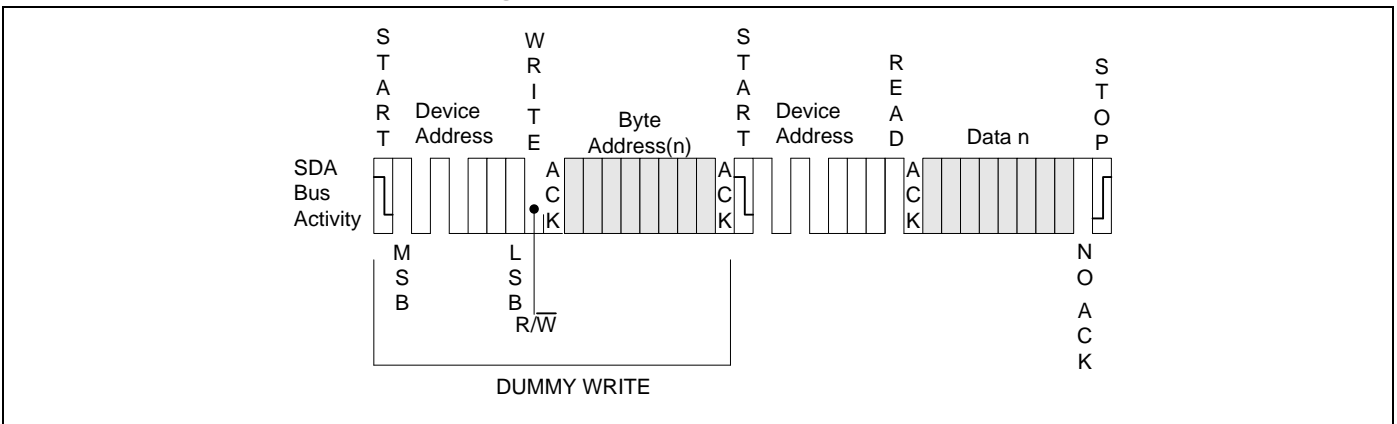 START
WRITE
START
READ
STOP
Device
Address
Byte
Address(n)
Device
Address
Data n
SDA
Bus
Activity
ACK
ACK
ACK
MSB
LSB
R/W̅
NO ACK
DUMMY WRITE